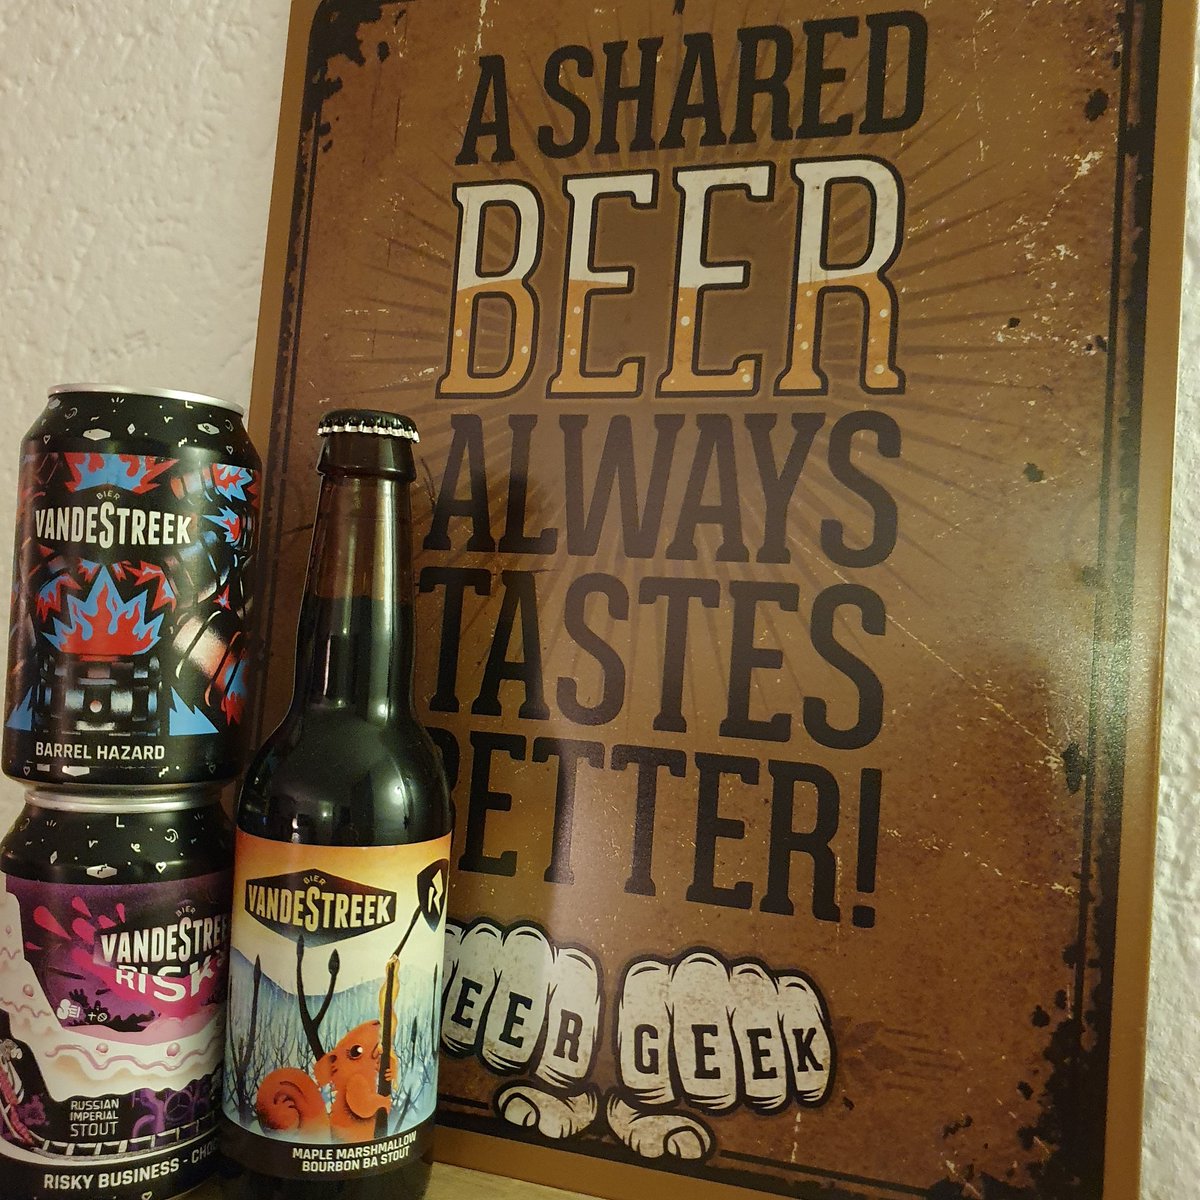 A SHARED
BEER
ALWAYS
TASTES
BETTER!
EER GEEK
BIER
VANDESTREEK
BARREL HAZARD
BIER
VANDESTREE
RISK
RUSSIAN
IMPERIAL
STOUT
RISKY BUSINESS - CHO
BIER
VANDESTREEK
R
MAPLE MARSHMALLOW
BOURBON BA STOUT